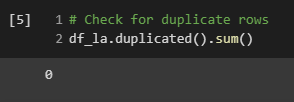 [5] 1 # Check for duplicate rows
2 df_la.duplicated().sum()
0